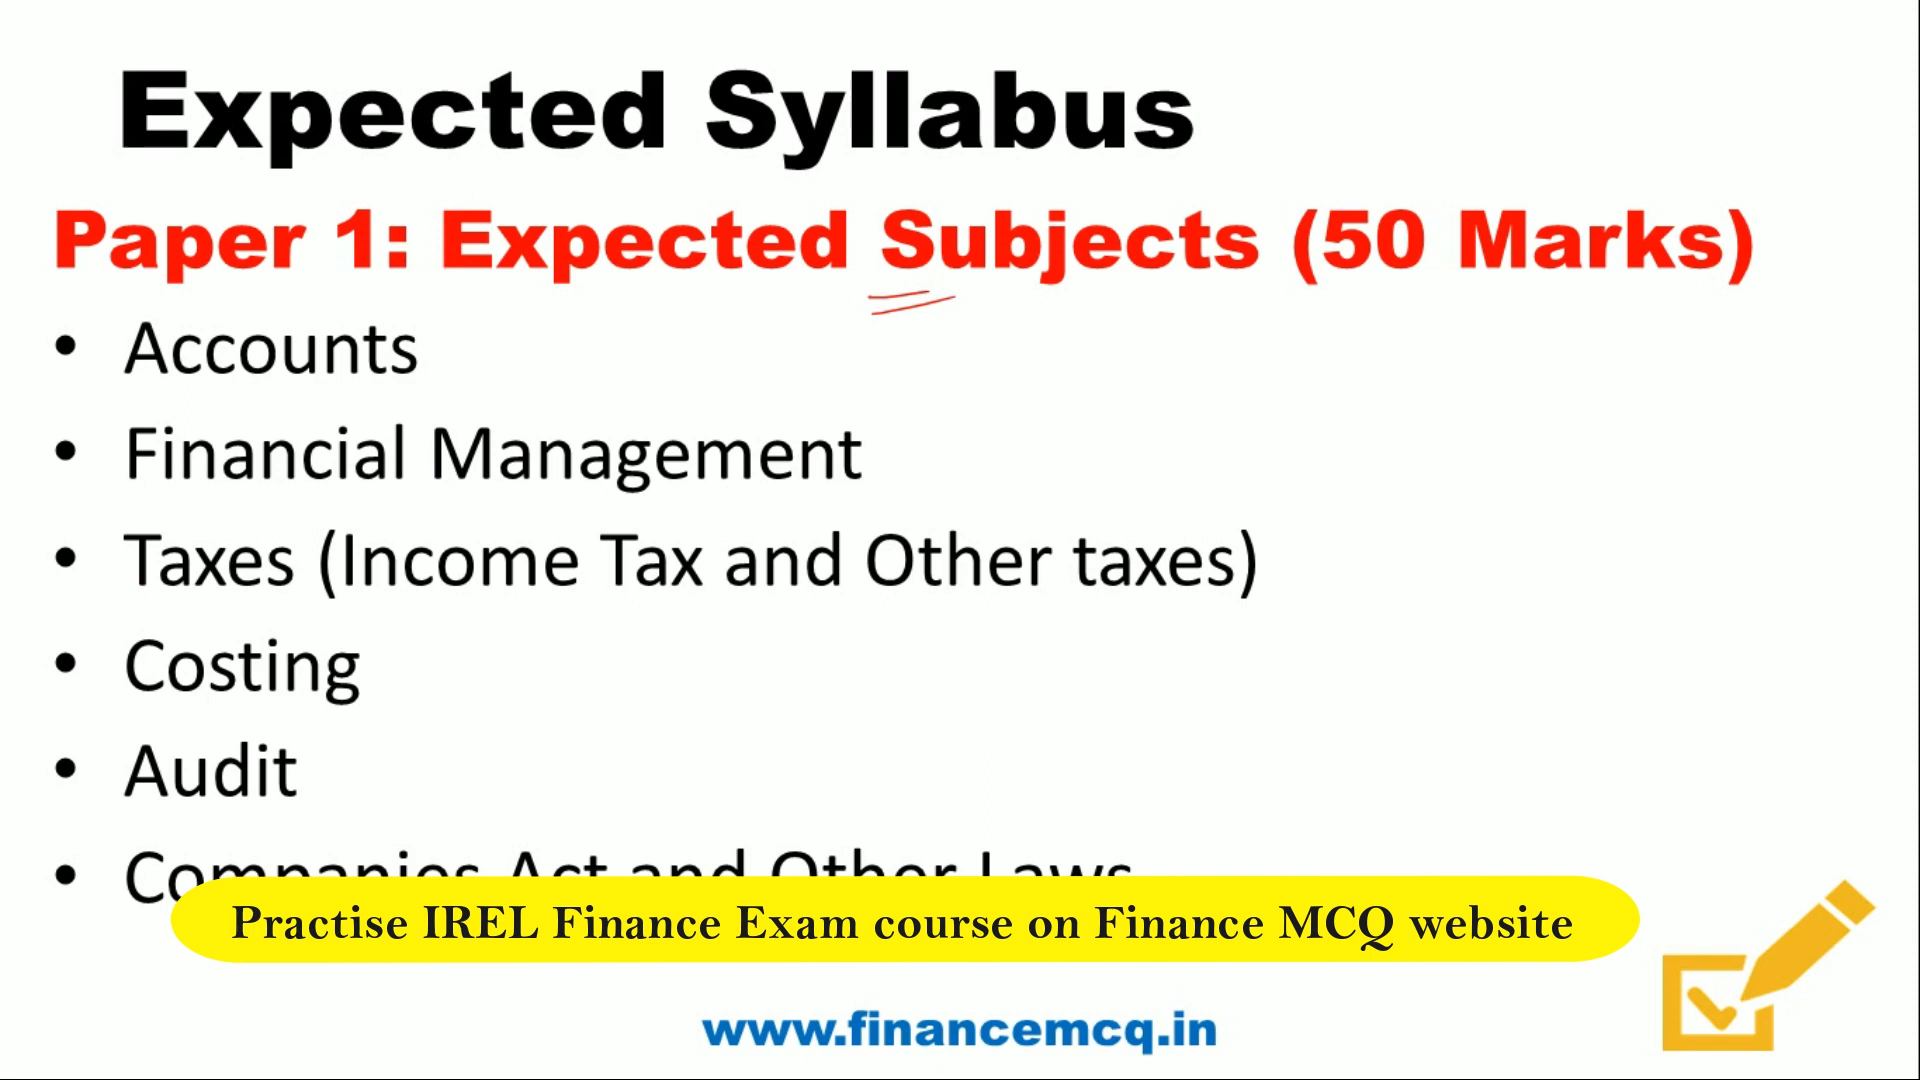 Expected Syllabus
Paper 1: Expected Subjects (50 Marks)
• Accounts
• Financial Management
• Taxes (Income Tax and Other taxes)
• Costing
• Audit
• Companies Act and Other Laws
Practise IREL Finance Exam course on Finance MCQ website
www.financemcq.in